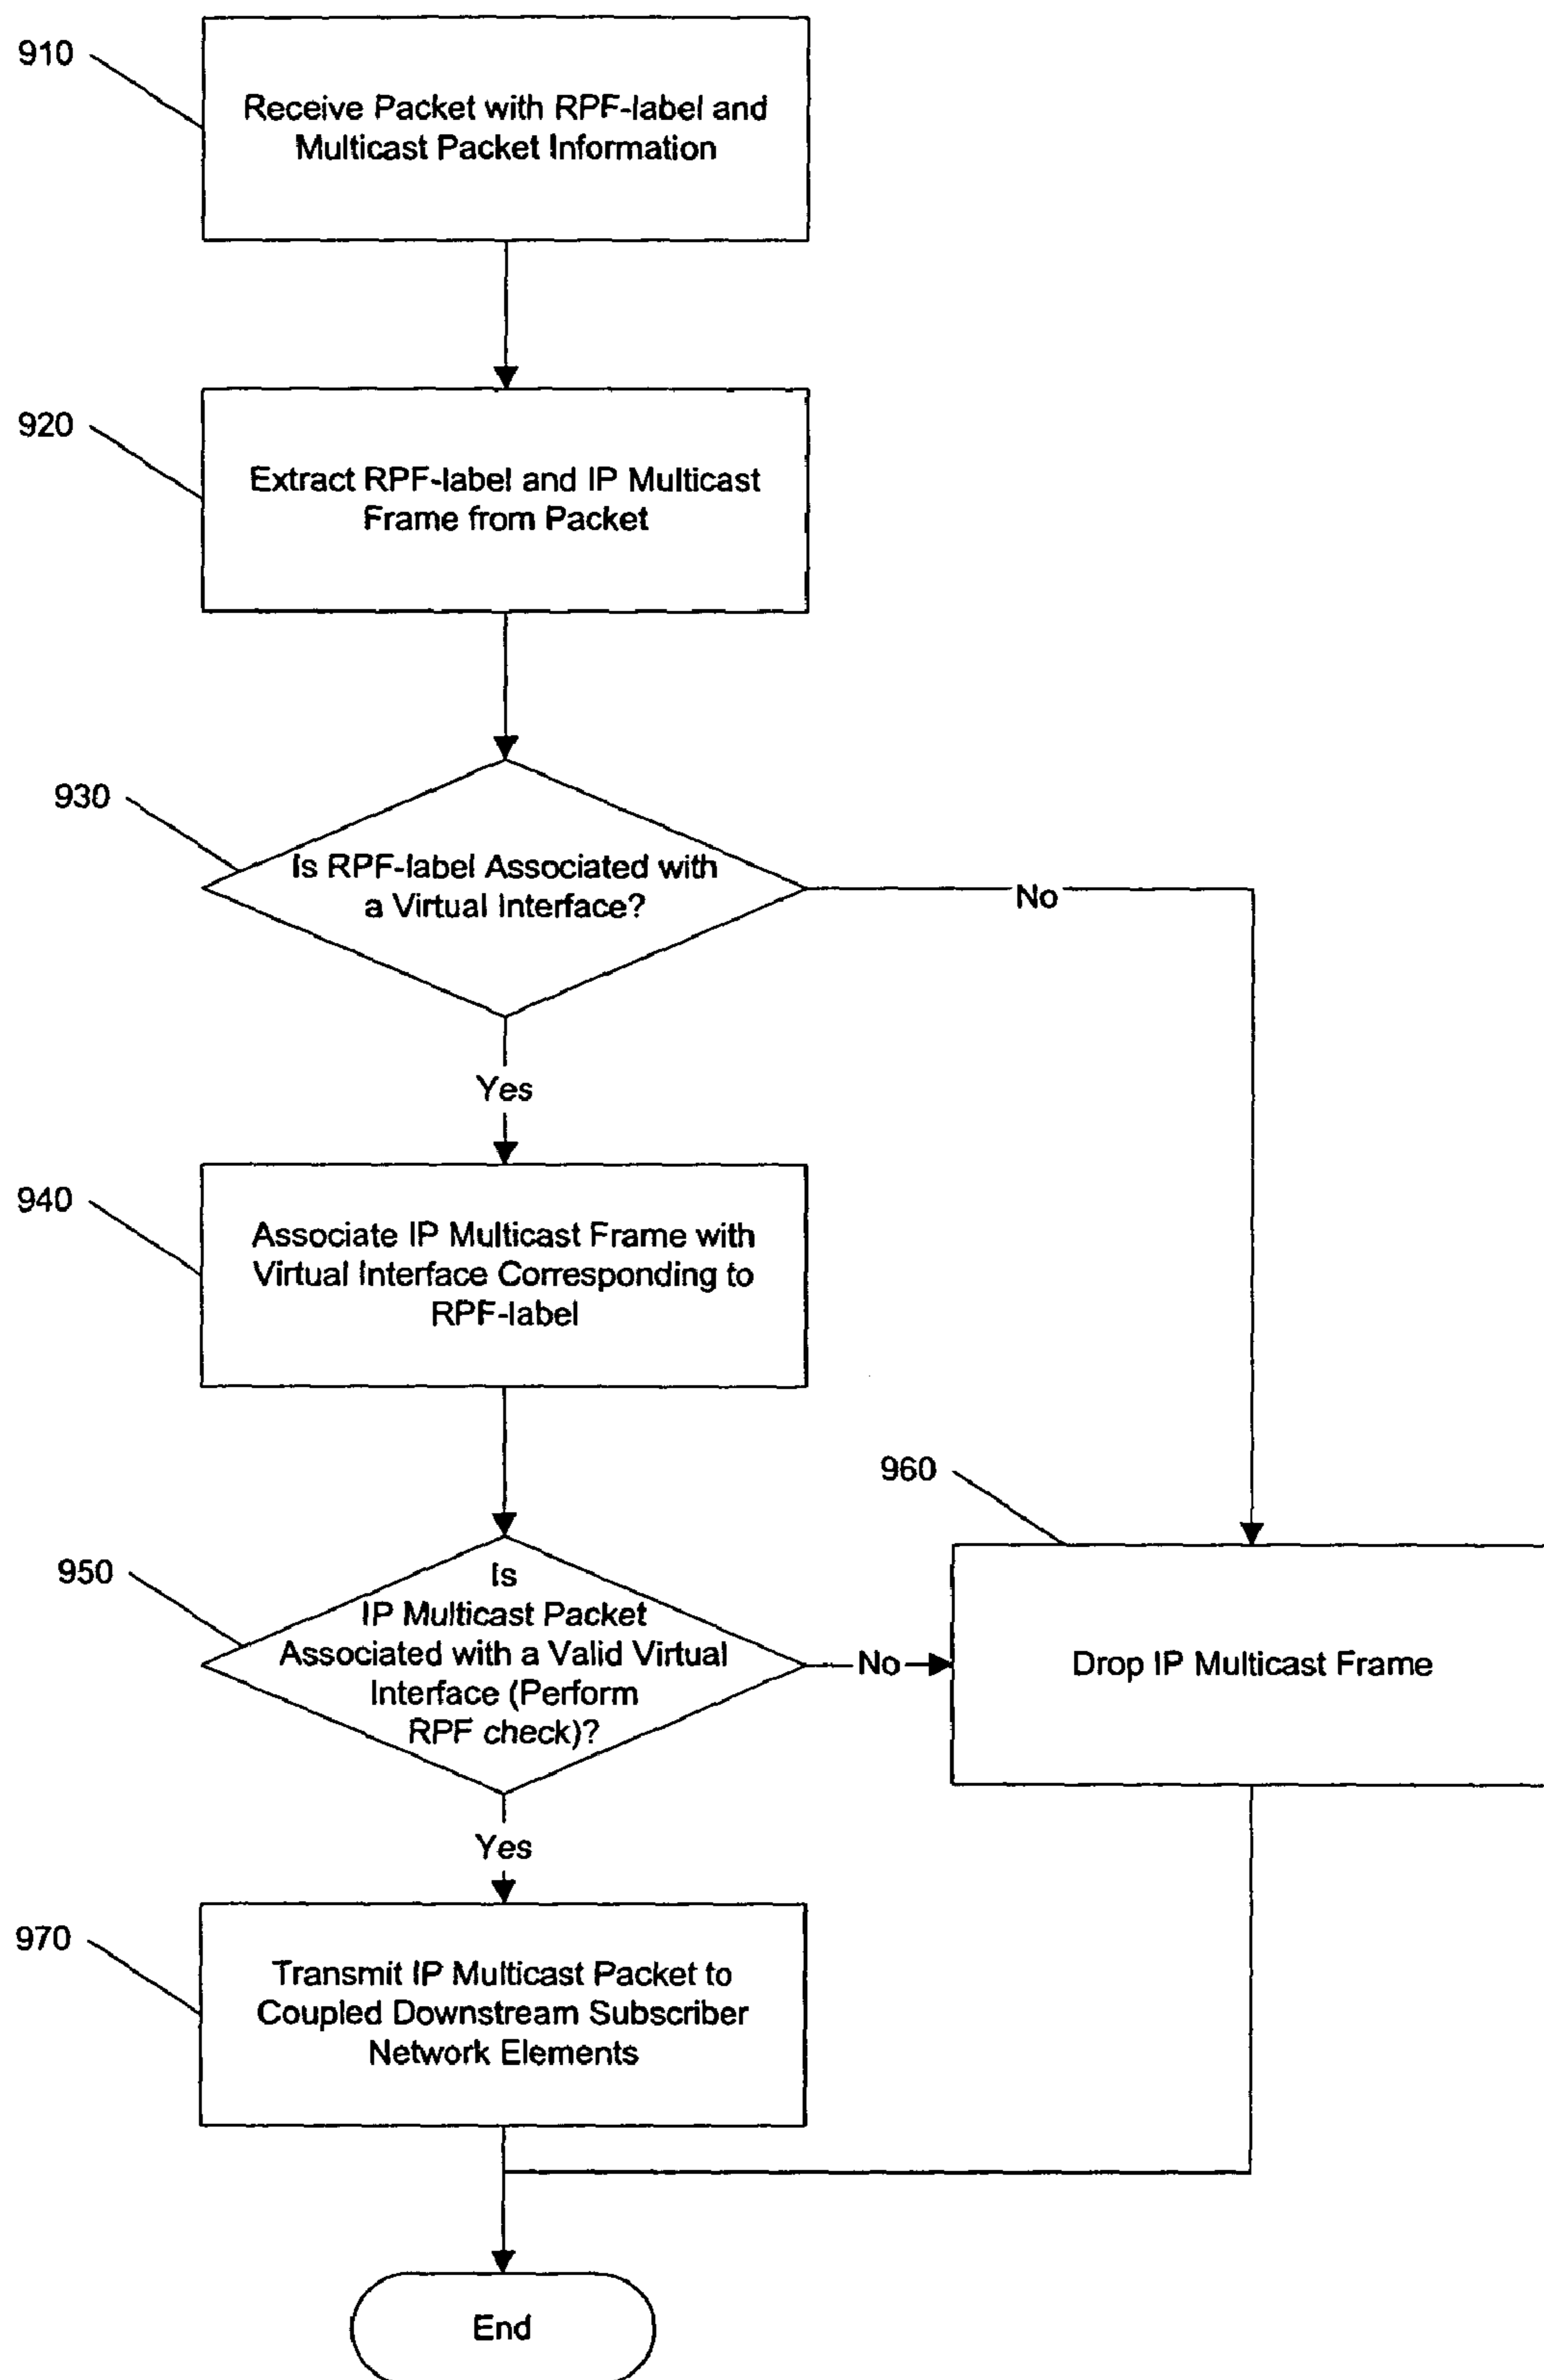 910
Receive Packet with RPF-label and
Multicast Packet Information
920
Extract RPF-label and IP Multicast
Frame from Packet
930
Is RPF-label Associated with
a Virtual Interface?
No
Yes
940
Associate IP Multicast Frame with
Virtual Interface Corresponding to
RPF-label
960
950
Is
IP Multicast Packet
Associated with a Valid Virtual
Interface (Perform
RPF check)?
No
Drop IP Multicast Frame
Yes
970
Transmit IP Multicast Packet to
Coupled Downstream Subscriber
Network Elements
End